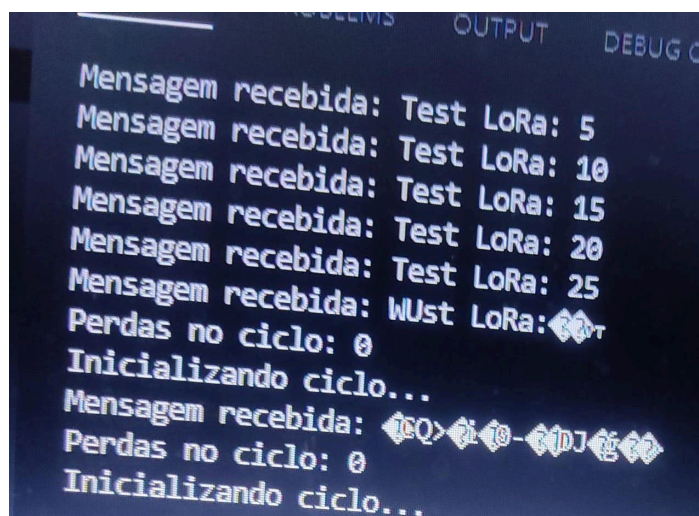 OUTPUT
DEBUG
Mensagem recebida: Test LoRa: 5
Mensagem recebida: Test LoRa: 10
Mensagem recebida: Test LoRa: 15
Mensagem recebida: Test LoRa: 20
Mensagem recebida: Test LoRa: 25
Mensagem recebida: WUst LoRa:��
Perdas no ciclo: 0
Inicializando ciclo...
Mensagem recebida:
Perdas no ciclo: 0
Inicializando ciclo...